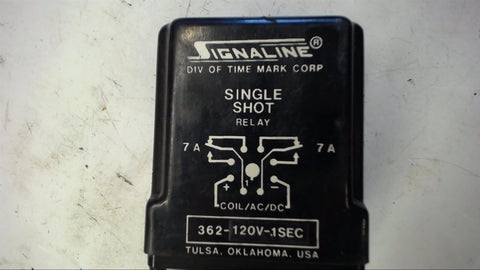 SIGNALINE®
DIV OF TIME MARK CORP
SINGLE
SHOT
RELAY
7A 7A
+ 1 -
COIL/AC/DC
362-120V-.1SEC
TULSA, OKLAHOMA, USA